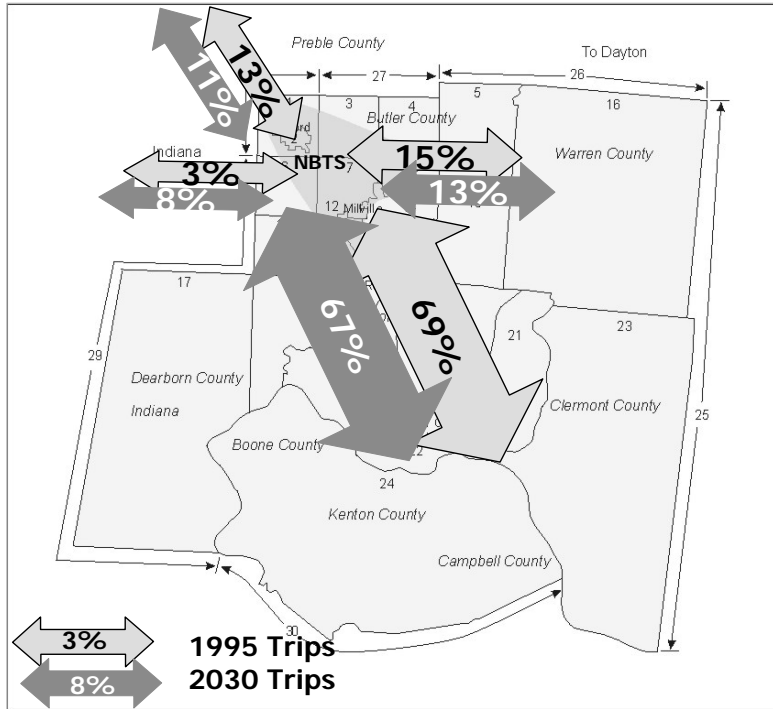 Preble County
To Dayton
11%
13%
27
26
3
4
5
16
Butler County
Indiana
NBTS
7
15%
Warren County
3%
8%
13%
12
17
67%
69%
21
23
29
Dearborn County
Indiana
Clermont County
25
Boone County
24
Kenton County
Campbell County
30
3%
1995 Trips
8%
2030 Trips